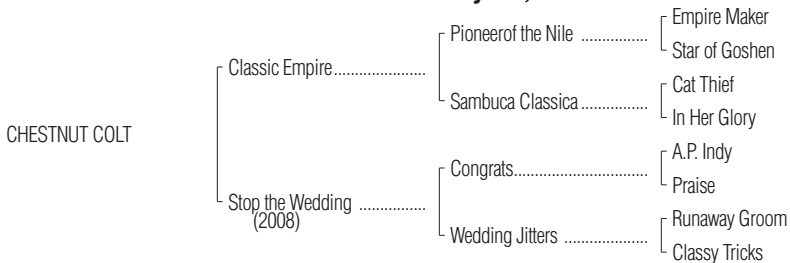 Empire Maker
Pioneerof the Nile ................
Star of Goshen
Classic Empire......................
Cat Thief
Sambuca Classica ................
In Her Glory
CHESTNUT COLT
A.P. Indy
Congrats................................
Praise
Stop the Wedding ................
(2008)
Runaway Groom
Wedding Jitters ....................
Classy Tricks